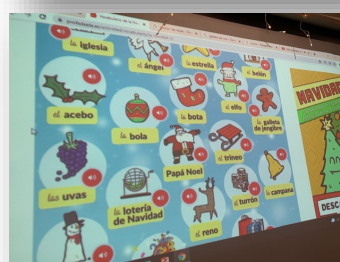 la iglesia
el ángel
la estrella
el belén
el acebo
la bola
la bota
el elfo
la galleta
de jengibre
las uvas
la lotería
de Navidad
Papá Noel
el trineo
el reno
el turrón
la campana
NAVIDAD
DESC